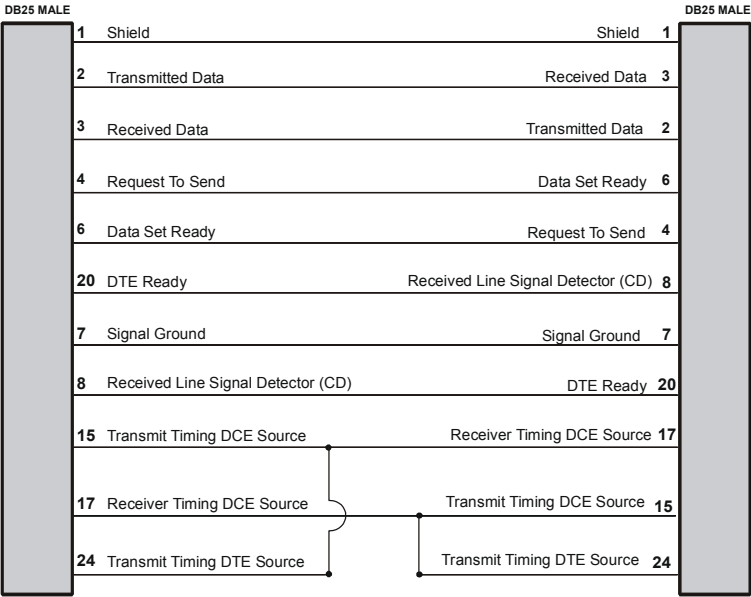 DB25 MALE DB25 MALE
1 Shield Shield 1
2 Transmitted Data Received Data 3
3 Received Data Transmitted Data 2
4 Request To Send Data Set Ready 6
6 Data Set Ready Request To Send 4
20 DTE Ready Received Line Signal Detector (CD) 8
7 Signal Ground Signal Ground 7
8 Received Line Signal Detector (CD) DTE Ready 20
15 Transmit Timing DCE Source Receiver Timing DCE Source 17
17 Receiver Timing DCE Source Transmit Timing DCE Source 15
24 Transmit Timing DTE Source Transmit Timing DTE Source 24